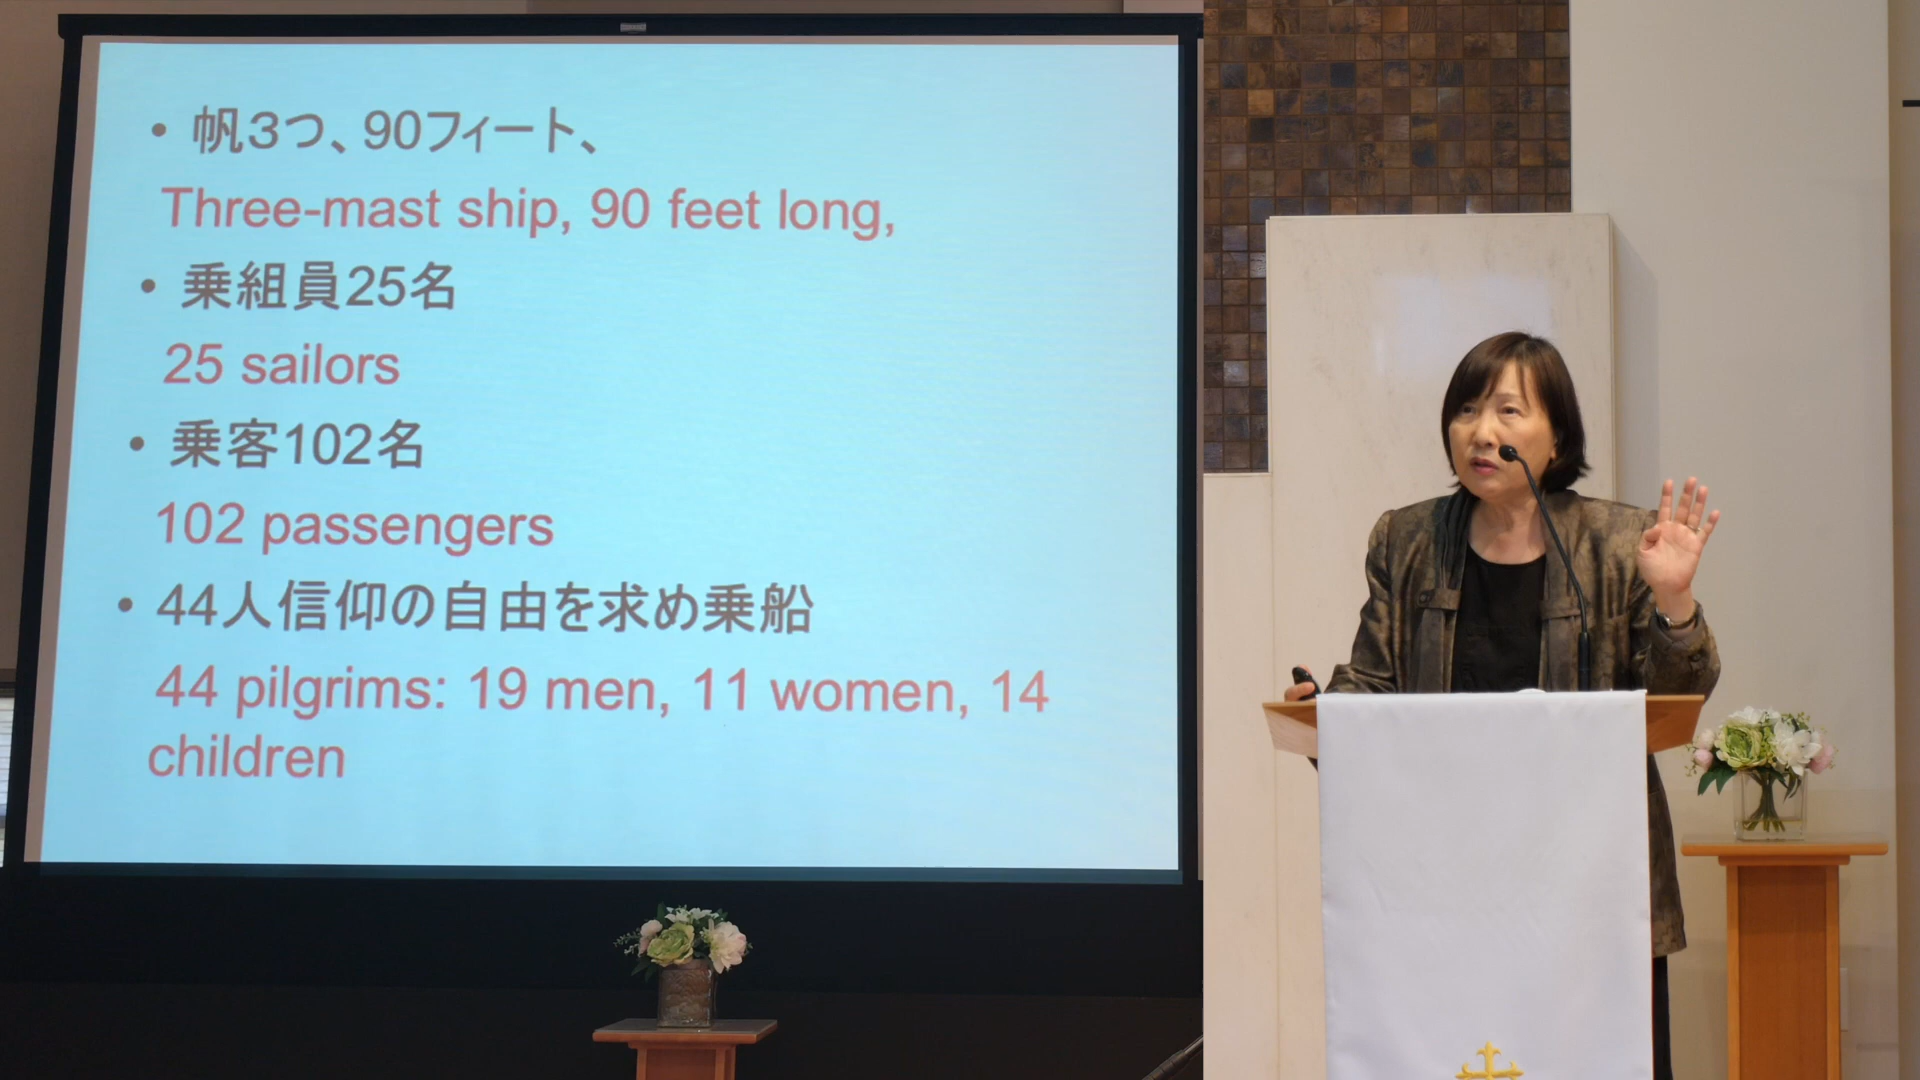 • 帆３つ、90フィート、
Three-mast ship, 90 feet long,
• 乗組員25名
25 sailors
• 乗客102名
102 passengers
• 44人信仰の自由を求め乗船
44 pilgrims: 19 men, 11 women, 14
children